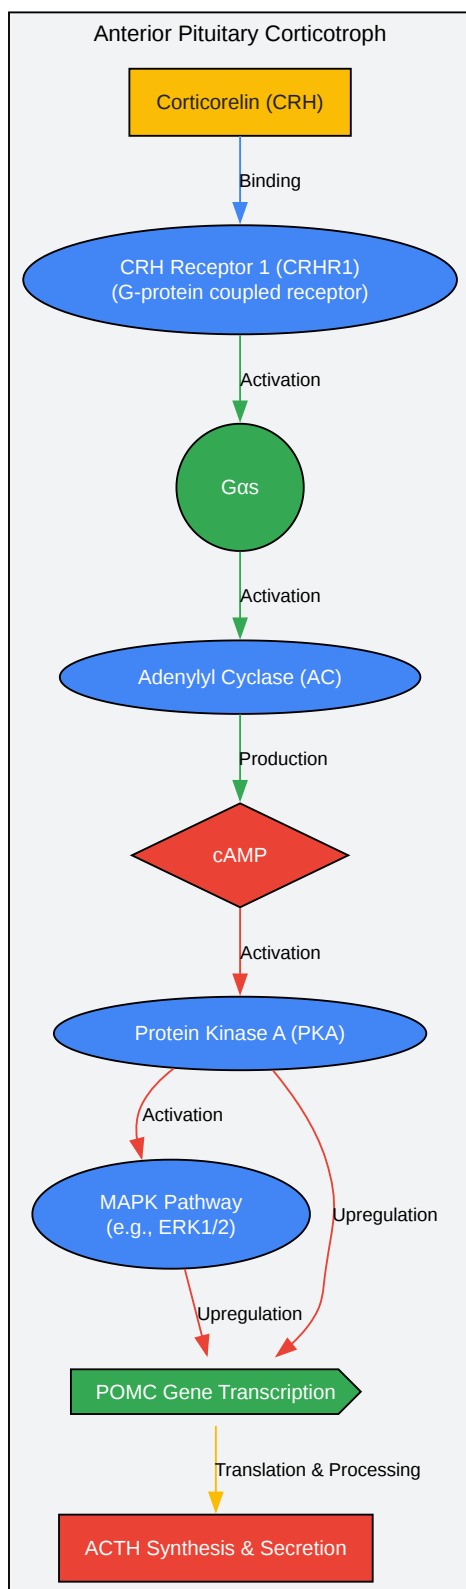 Anterior Pituitary Corticotroph
Corticorelin (CRH)
Binding
CRH Receptor 1 (CRHR1)
(G-protein coupled receptor)
Activation
Gαs
Activation
Adenylyl Cyclase (AC)
Production
cAMP
Activation
Protein Kinase A (PKA)
Activation
MAPK Pathway
(e.g., ERK1/2)
Upregulation
Upregulation
POMC Gene Transcription
Translation & Processing
ACTH Synthesis & Secretion